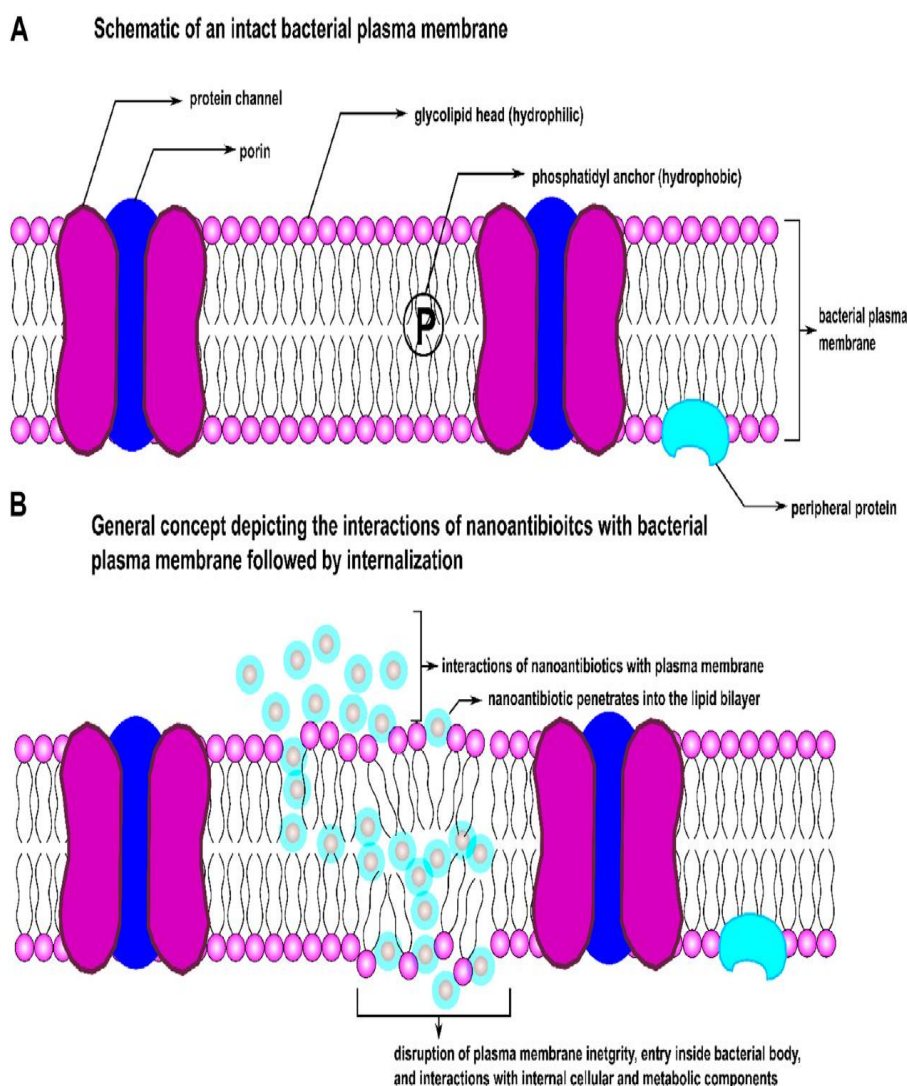 A
Schematic of an intact bacterial plasma membrane
protein channel
glycolipid head (hydrophilic)
porin
phosphatidyl anchor (hydrophobic)
P
bacterial plasma
membrane
peripheral protein
B
General concept depicting the interactions of nanoantibioitcs with bacterial
plasma membrane followed by internalization
interactions of nanoantibiotics with plasma membrane
nanoantibiotic penetrates into the lipid bilayer
disruption of plasma membrane inetgrity, entry inside bacterial body,
and interactions with internal cellular and metabolic components